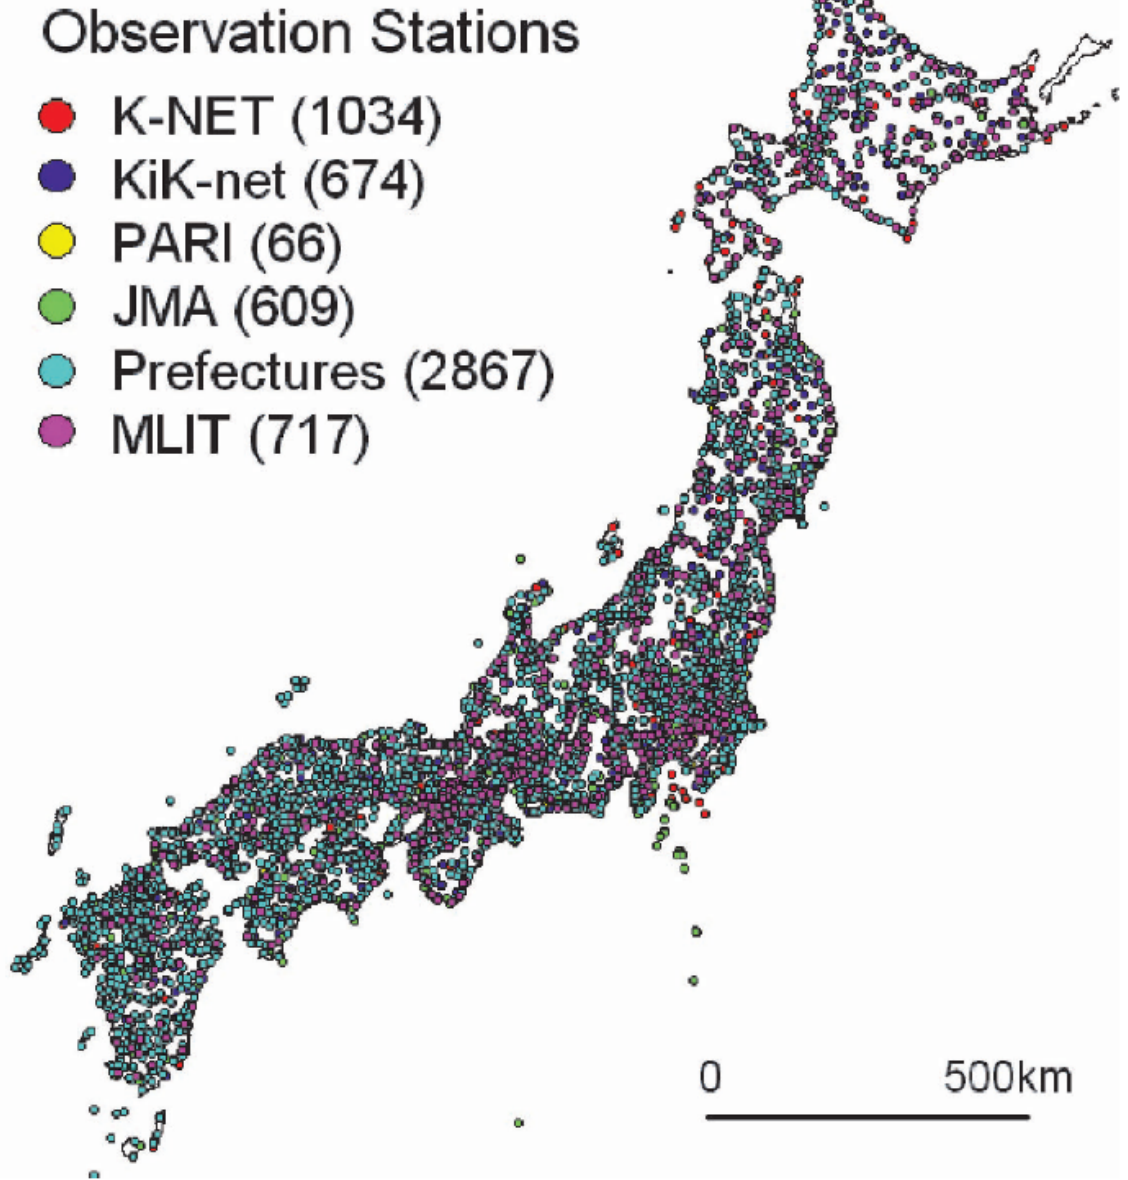 Observation Stations
K-NET (1034)
KiK-net (674)
PARI (66)
JMA (609)
Prefectures (2867)
MLIT (717)
0 500km